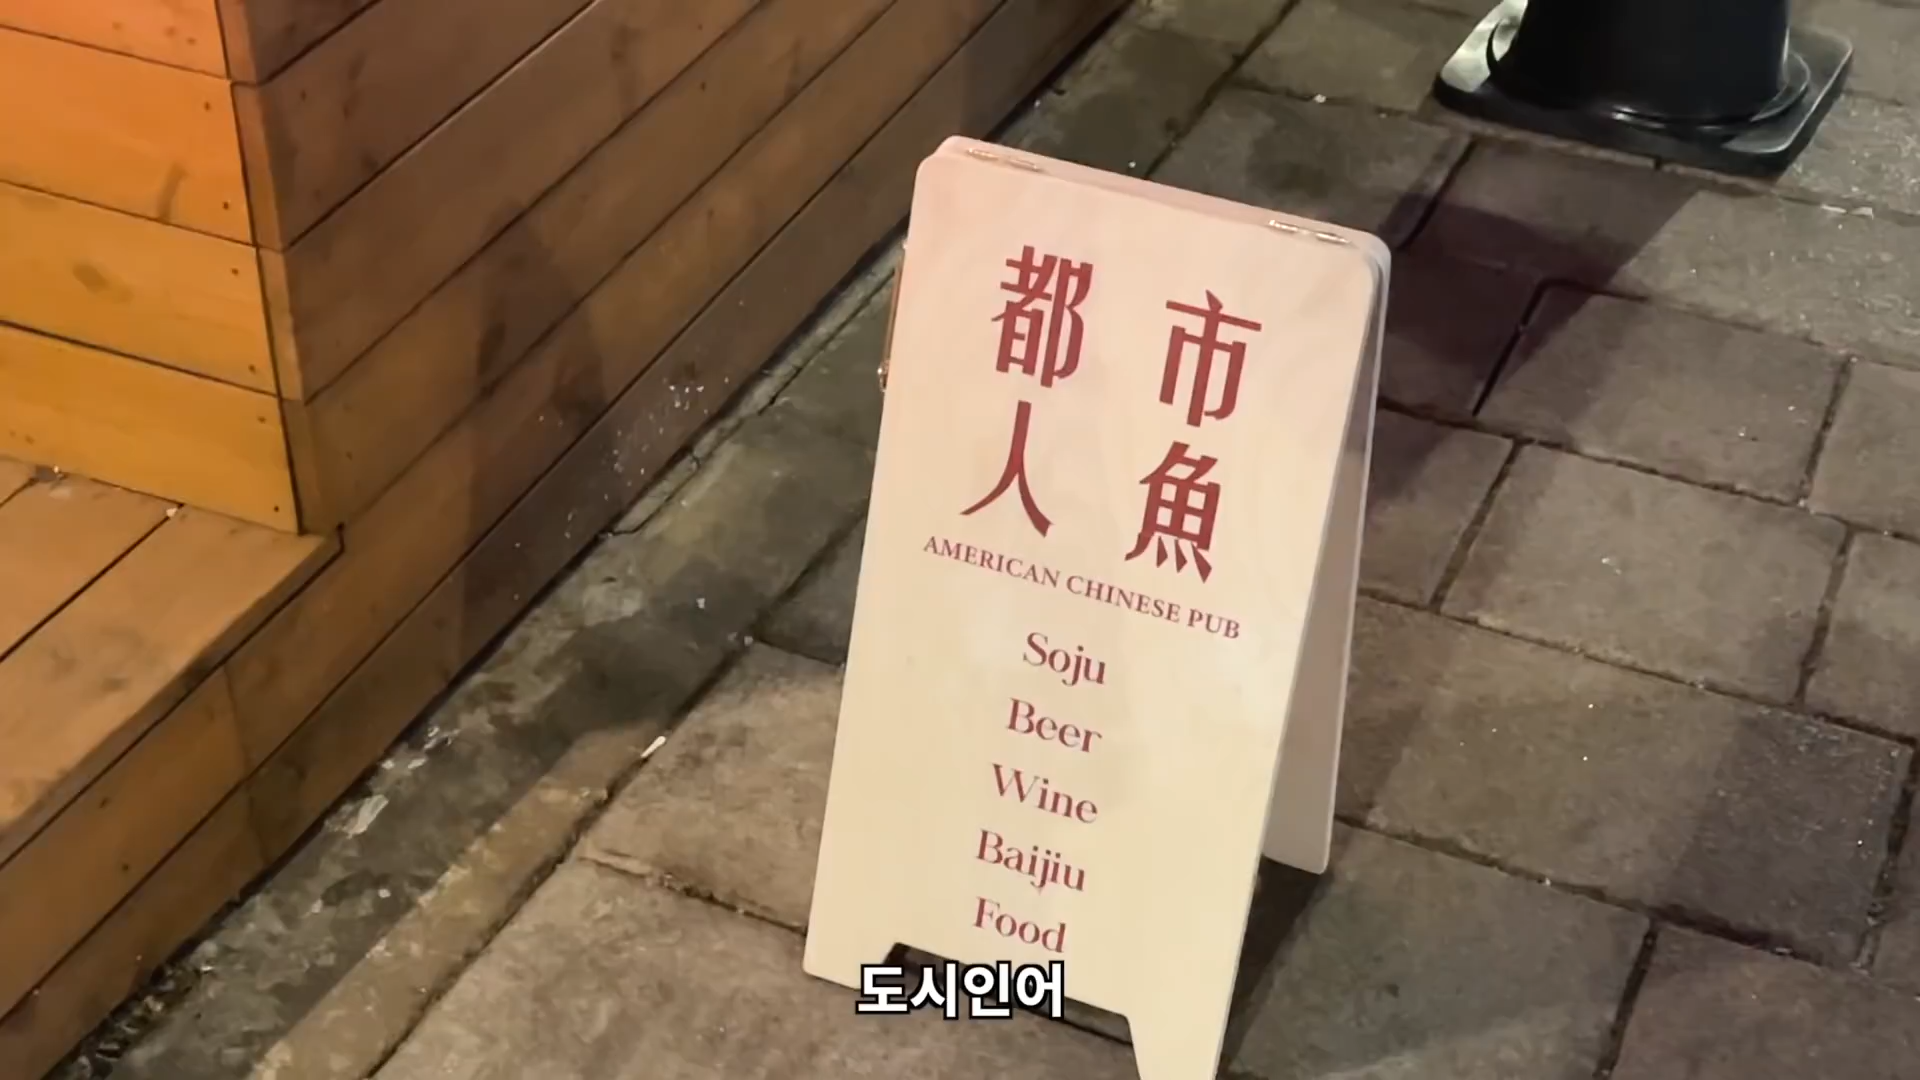 都市
人魚
AMERICAN CHINESE PUB
Soju
Beer
Wine
Baijiu
Food
도시인어